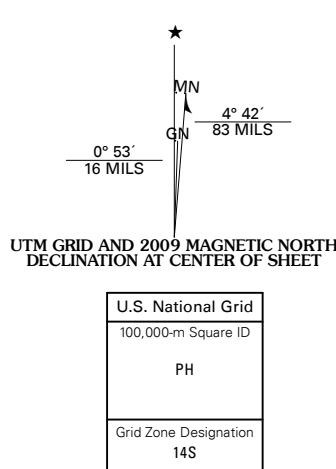 ★
MN
4° 42´
83 MILS
GN
0° 53´
16 MILS
UTM GRID AND 2009 MAGNETIC NORTH
DECLINATION AT CENTER OF SHEET
U.S. National Grid
100,000-m Square ID
PH
Grid Zone Designation
14S